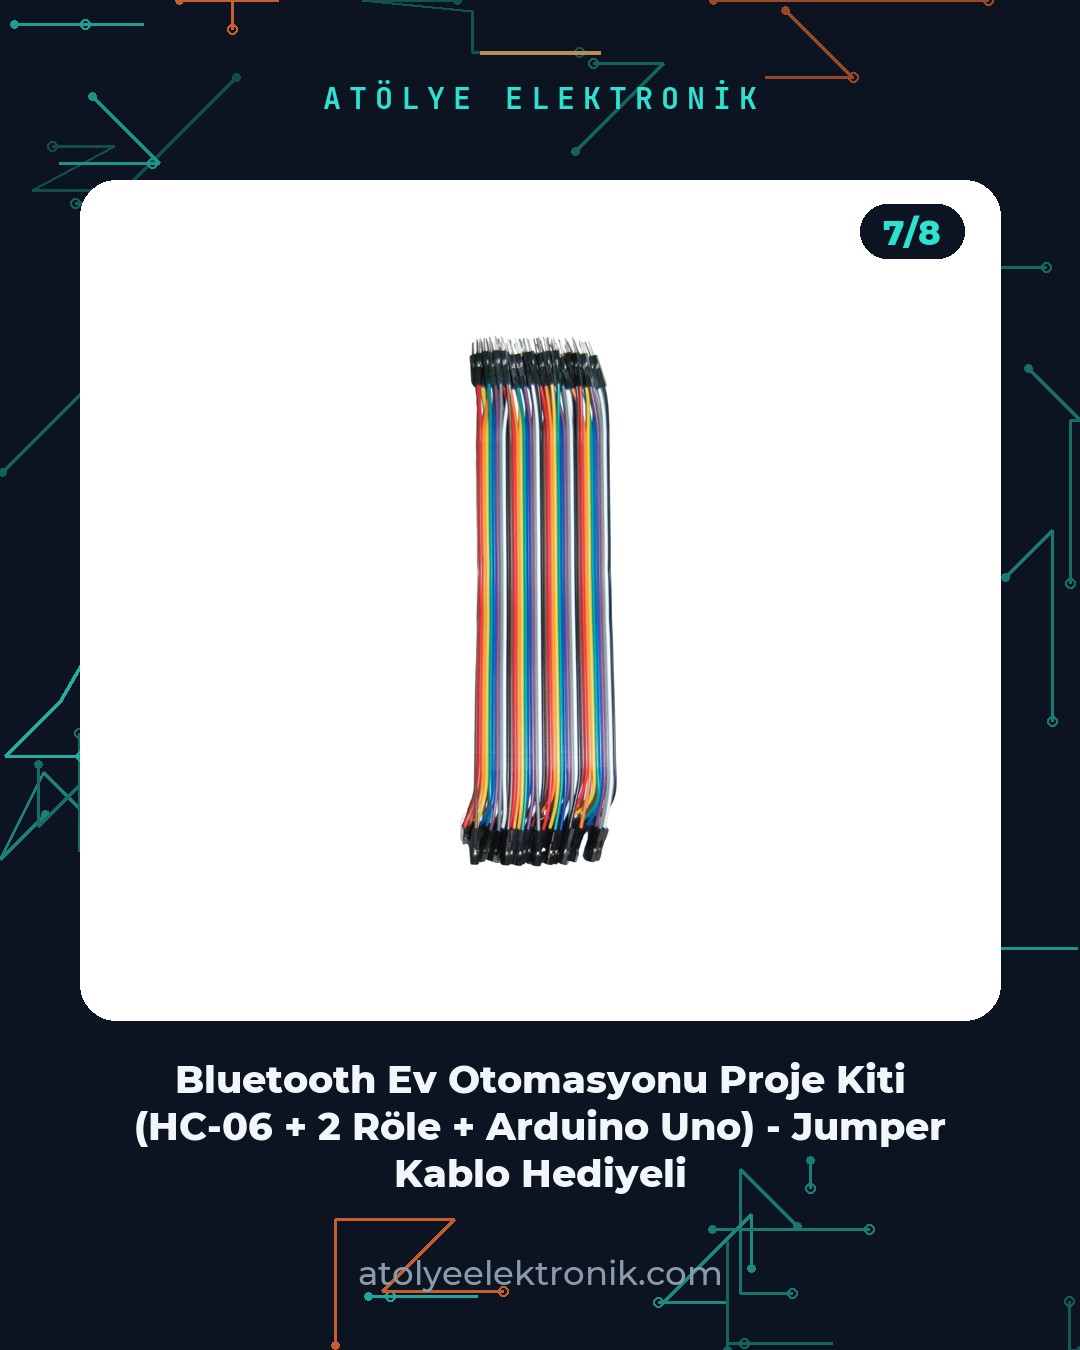 ATÖLYE ELEKTRONİK
7/8
Bluetooth Ev Otomasyonu Proje Kiti
(HC-06 + 2 Röle + Arduino Uno) - Jumper
Kablo Hediyeli
atolyeelektronik.com